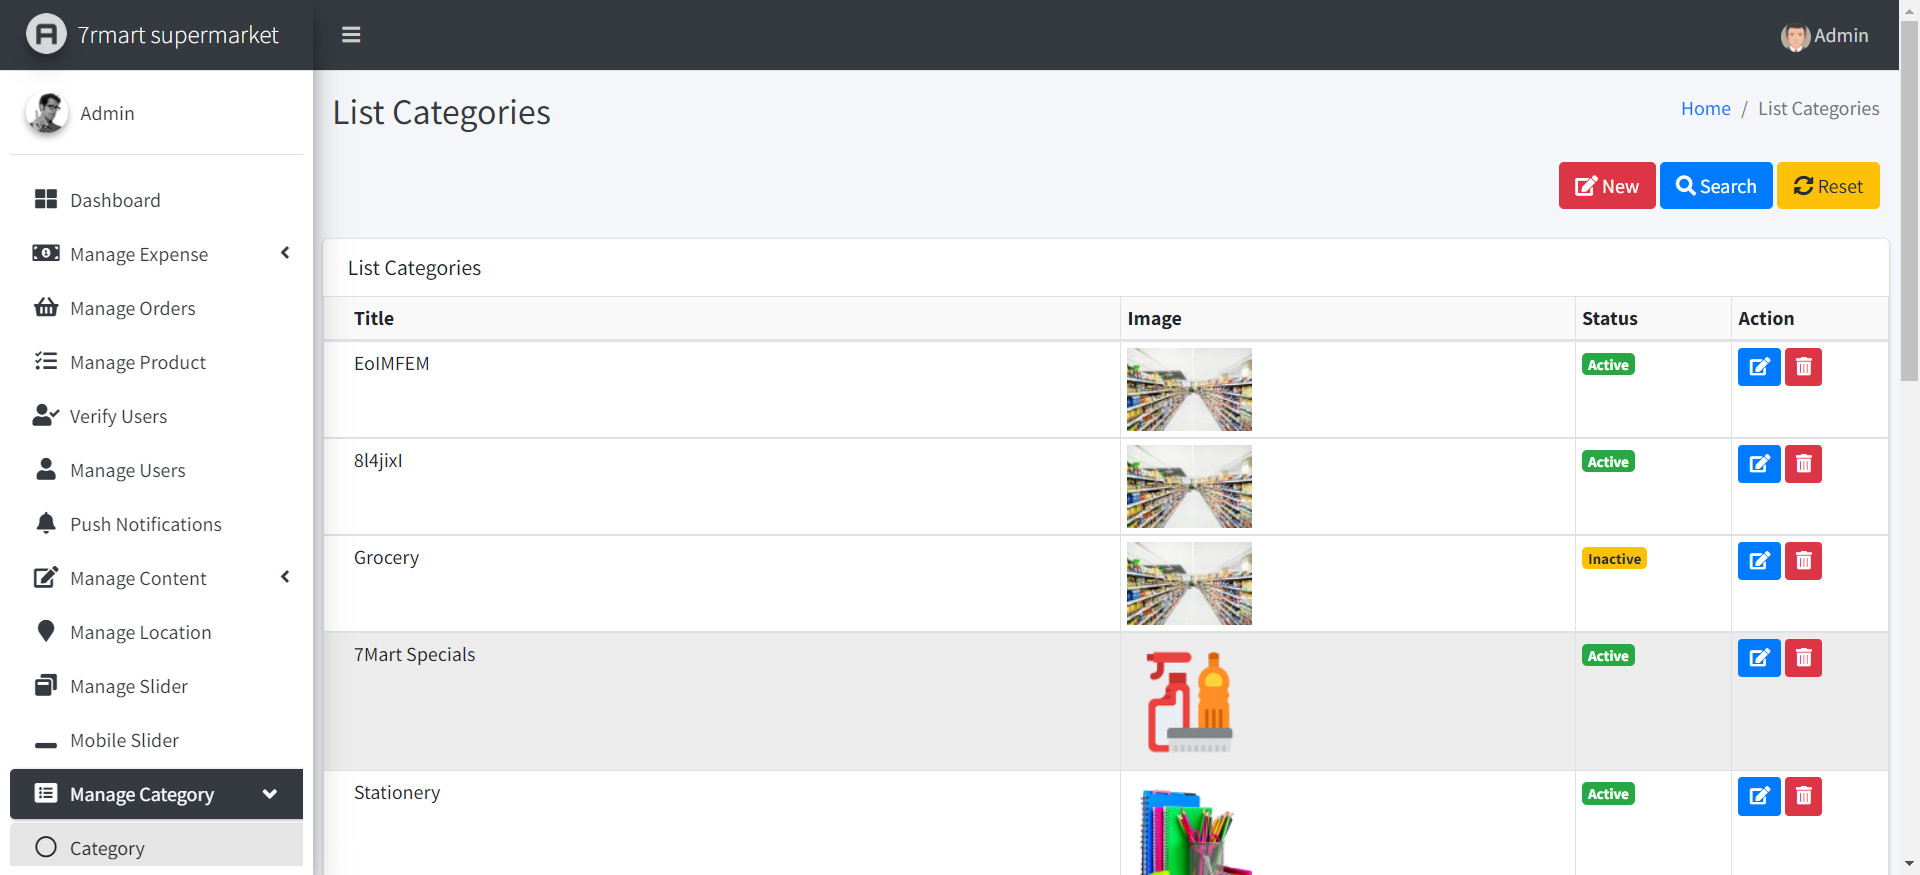 7rmart supermarket
Admin
Admin
List Categories
Home / List Categories
New
Search
Reset
Dashboard
Manage Expense
Manage Orders
Manage Product
Verify Users
Manage Users
Push Notifications
Manage Content
Manage Location
Manage Slider
Mobile Slider
Manage Category
Category
List Categories
Title Image Status Action
EoIMFEM Active
8l4jixI Active
Grocery Inactive
7Mart Specials Active
Stationery Active